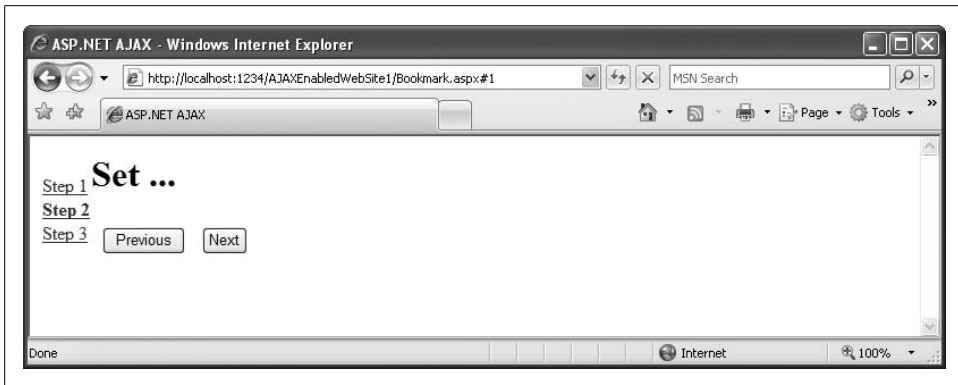 ASP.NET AJAX - Windows Internet Explorer
http://localhost:1234/AJAXEnabledWebSite1/Bookmark.aspx#1
MSN Search
ASP.NET AJAX
Page
Tools
»
Step 1
Set ...
Step 2
Step 3
Previous
Next
Done
Internet
100%